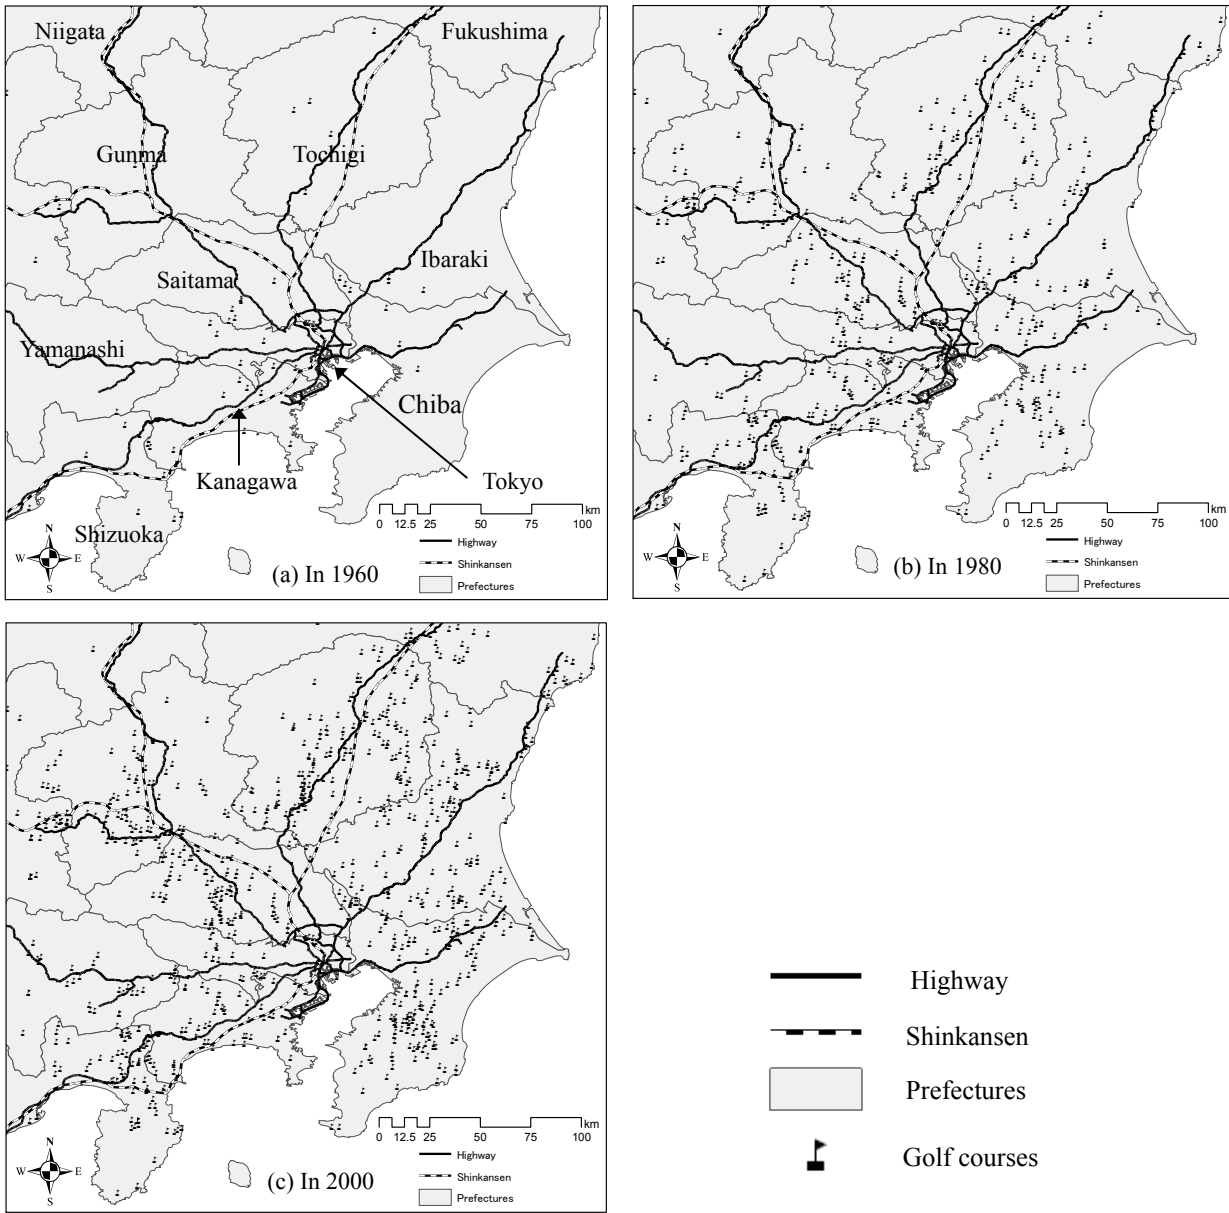 Niigata
Fukushima
Gunma
Tochigi
Saitama
Ibaraki
Yamanashi
Chiba
Kanagawa
Tokyo
Shizuoka
km
0 12.5 25 50 75 100
N
W E
S
Highway
Shinkansen
Prefectures
(a) In 1960
km
0 12.5 25 50 75 100
N
W E
S
Highway
Shinkansen
Prefectures
(b) In 1980
km
0 12.5 25 50 75 100
N
W E
S
Highway
Shinkansen
Prefectures
(c) In 2000
Highway
Shinkansen
Prefectures
Golf courses